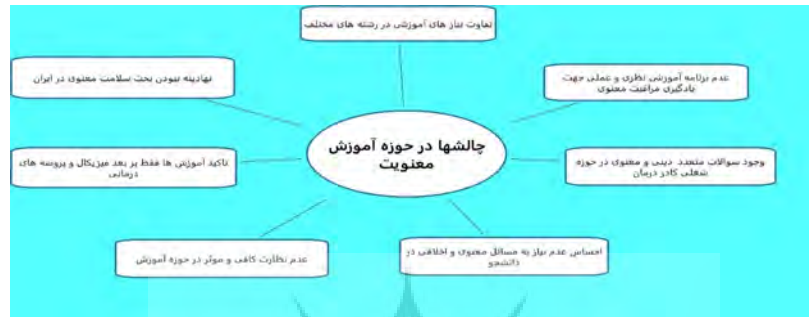 تفاوت نیاز های آموزشی در رشته های مختلف
نهادینه نبودن بحث سلامت معنوی در ایران
عدم برنامه آموزشی نظری و عملی جهت
یادگیری مراقبت معنوی
چالشها در حوزه آموزش
معنویت
تاکید آموزش ها فقط بر بعد فیزیکال و پروسه های
درمانی
وجود سوالات متعدد دینی و معنوی در حوزه
شغلی کادر درمان
عدم نظارت کافی و موثر در حوزه آموزش
احساس عدم نیاز به مسائل معنوی و اخلاقی در
دانشجو